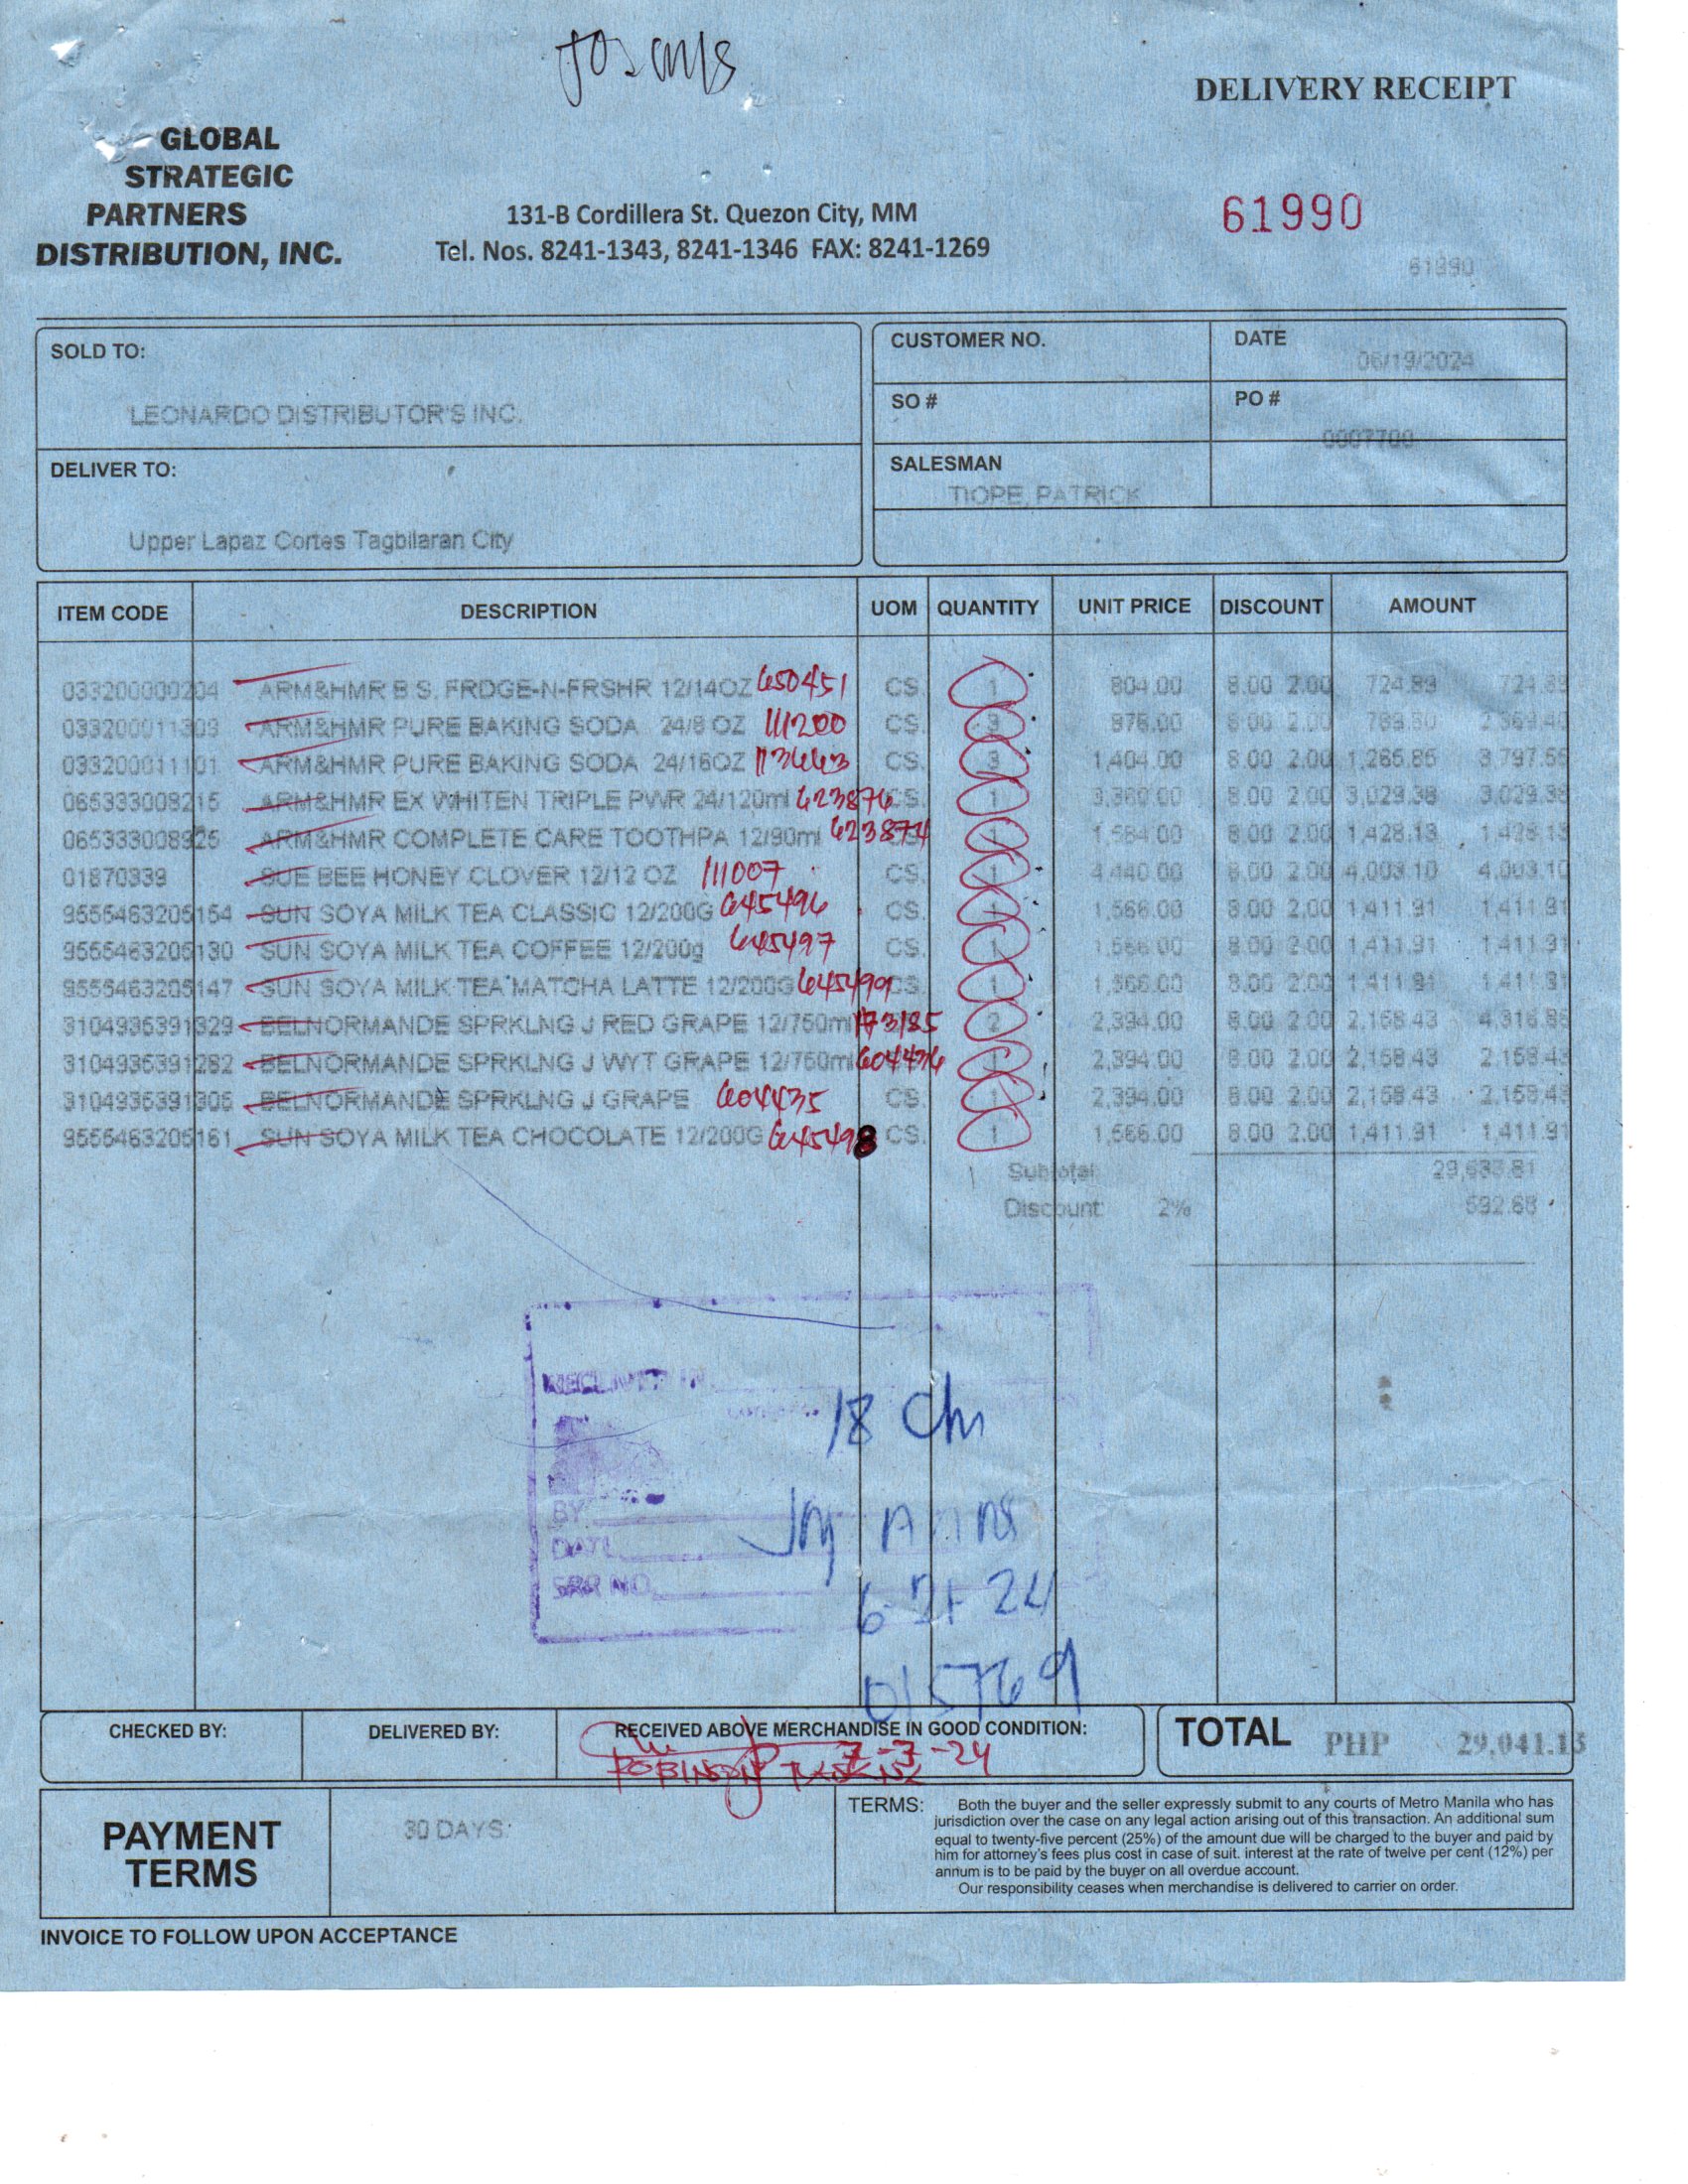 DELIVERY RECEIPT
GLOBAL
STRATEGIC
PARTNERS
DISTRIBUTION, INC.
131-B Cordillera St. Quezon City, MM
Tel. Nos. 8241-1343, 8241-1346 FAX: 8241-1269
61990
61990
SOLD TO:
LEONARDO DISTRIBUTOR'S INC.
DELIVER TO:
Upper Lapaz Cortes Tagbilaran City
CUSTOMER NO.
DATE
06/19/2024
SO #
PO #
0007700
SALESMAN
TIOPE, PATRICK
ITEM CODE DESCRIPTION UOM QUANTITY UNIT PRICE DISCOUNT AMOUNT
033200000204 ARM&HMR B.S. FRDGE-N-FRSHR 12/14OZ 650451 CS. 1 804.00 8.00 2.00 724.89 724.89
033200011309 ARM&HMR PURE BAKING SODA 24/8 OZ 111200 CS. 3 876.00 8.00 2.00 789.80 2,369.40
033200011101 ARM&HMR PURE BAKING SODA 24/16OZ 113443 CS. 3 1,404.00 8.00 2.00 1,265.85 3,797.55
065333008215 ARM&HMR EX WHITEN TRIPLE PWR 24/120ml 623876 CS. 1 3,360.00 8.00 2.00 3,029.38 3,029.38
065333008925 ARM&HMR COMPLETE CARE TOOTHPA 12/90ml 623874 1 1,584.00 8.00 2.00 1,428.13 1,428.13
01870339 SUE BEE HONEY CLOVER 12/12 OZ 111007 CS. 1 4,440.00 8.00 2.00 4,003.10 4,003.10
9555463205154 SUN SOYA MILK TEA CLASSIC 12/200G 645496 CS. 1 1,566.00 8.00 2.00 1,411.91 1,411.91
9555463205130 SUN SOYA MILK TEA COFFEE 12/200g 645497 CS. 1 1,566.00 8.00 2.00 1,411.91 1,411.91
9555463205147 SUN SOYA MILK TEA MATCHA LATTE 12/200G 645499 CS. 1 1,566.00 8.00 2.00 1,411.91 1,411.91
3104935391329 BELNORMANDE SPRKLNG J RED GRAPE 12/750ml 173185 2 2,394.00 8.00 2.00 2,158.43 4,316.86
3104935391282 BELNORMANDE SPRKLNG J WYT GRAPE 12/750ml 604436 1 2,394.00 8.00 2.00 2,158.43 2,158.43
3104935391305 BELNORMANDE SPRKLNG J GRAPE 604435 CS. 1 2,394.00 8.00 2.00 2,158.43 2,158.43
9555463205161 SUN SOYA MILK TEA CHOCOLATE 12/200G 645498 CS. 1 1,566.00 8.00 2.00 1,411.91 1,411.91
Subtotal 29,633.81
Discount 2% 592.68
18
BY
DATE
SRR NO.
6 21 24
015769
CHECKED BY:
DELIVERED BY:
RECEIVED ABOVE MERCHANDISE IN GOOD CONDITION:
7-3-24
TOTAL PHP 29,041.13
PAYMENT
TERMS
30 DAYS
TERMS: Both the buyer and the seller expressly submit to any courts of Metro Manila who has
jurisdiction over the case on any legal action arising out of this transaction. An additional sum
equal to twenty-five percent (25%) of the amount due will be charged to the buyer and paid by
him for attorney's fees plus cost in case of suit. interest at the rate of twelve per cent (12%) per
annum is to be paid by the buyer on all overdue account.
Our responsibility ceases when merchandise is delivered to carrier on order.
INVOICE TO FOLLOW UPON ACCEPTANCE